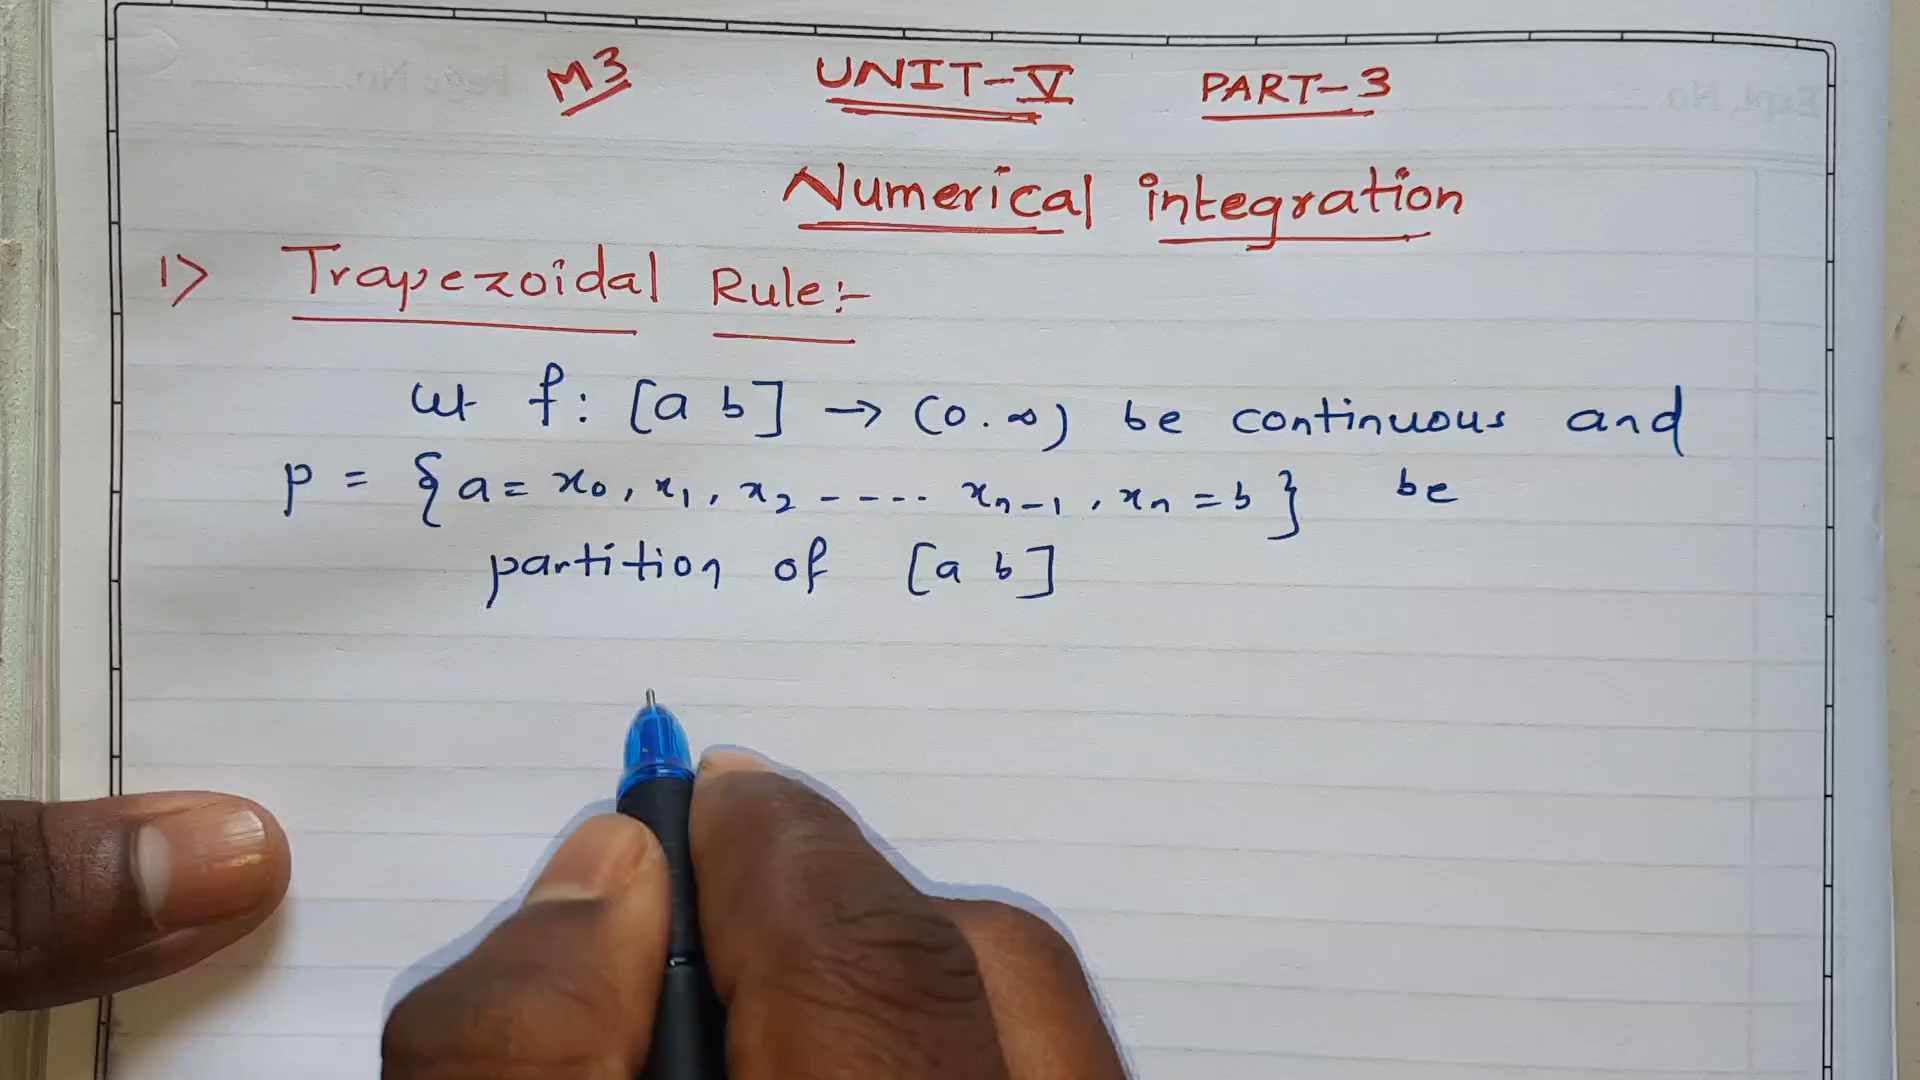 M3 UNIT-V PART-3
Numerical integration
1) Trapezoidal Rule:-
Let f: [a b] → (0. ∞) be continuous and
p = {a = x₀, x₁, x₂ ----.. xₙ₋₁, xₙ = b} be
partition of [a b]